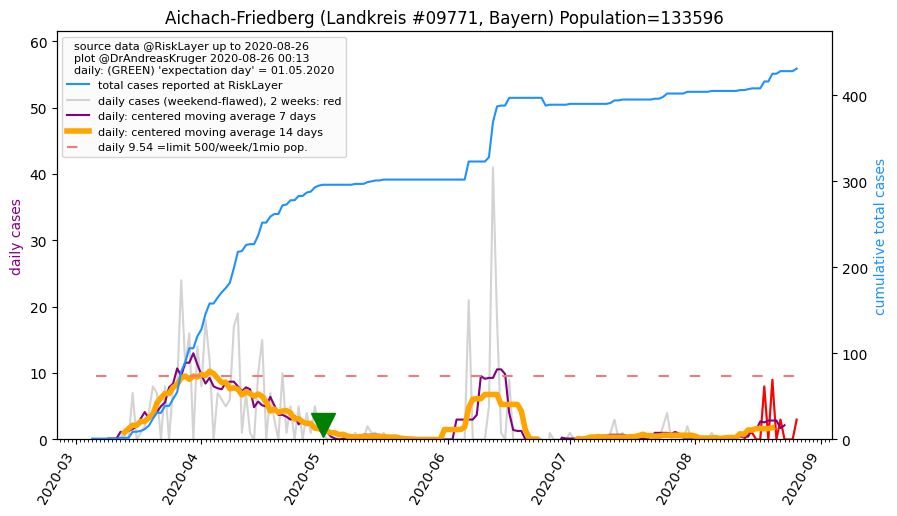 Aichach-Friedberg (Landkreis #09771, Bayern) Population=133596
source data @RiskLayer up to 2020-08-26
plot @DrAndreasKruger 2020-08-26 00:13
daily: (GREEN) 'expectation day' = 01.05.2020
total cases reported at RiskLayer
daily cases (weekend-flawed), 2 weeks: red
daily: centered moving average 7 days
daily: centered moving average 14 days
daily 9.54 =limit 500/week/1mio pop.
daily cases
60
50
40
30
20
10
0
cumulative total cases
400
300
200
100
0
2020-03
2020-04
2020-05
2020-06
2020-07
2020-08
2020-09